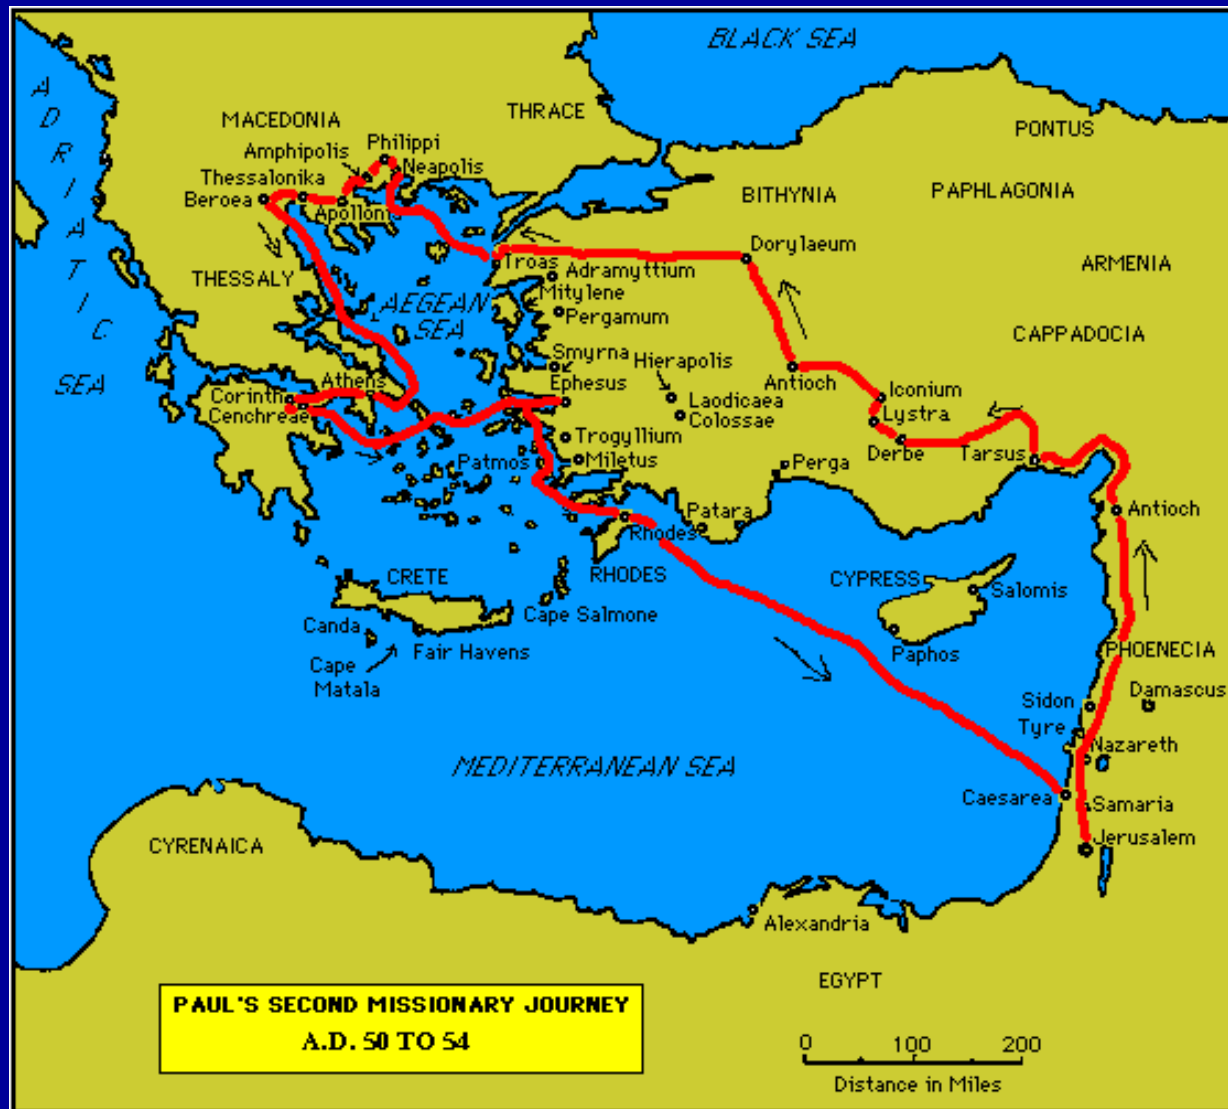 BLACK SEA
ADRIATIC
SEA
THRACE
MACEDONIA
PONTUS
Philippi
Amphipolis
Neapolis
Thessalonika
BITHYNIA
PAPHLAGONIA
Beroea
Apollonia
Dorylaeum
Troas
Adramyttium
ARMENIA
THESSALY
Mitylene
AEGEAN
SEA
Pergamum
CAPPADOCIA
Smyrna
Hierapolis
Athens
Ephesus
Antioch
Iconium
Corinth
Laodicaea
Cenchreae
Colossae
Lystra
Trogyllium
Derbe
Tarsus
Patmos
Miletus
Perga
Patara
Antioch
Rhodes
CRETE
RHODES
CYPRESS
Salomis
Canda
Cape Salmone
Fair Havens
Paphos
PHOENECIA
Cape
Matala
Sidon
Damascus
Tyre
Nazareth
MEDITERRANEAN SEA
Caesarea
Samaria
Jerusalem
CYRENAICA
Alexandria
EGYPT
PAUL'S SECOND MISSIONARY JOURNEY
A.D. 50 TO 54
0 100 200
Distance in Miles